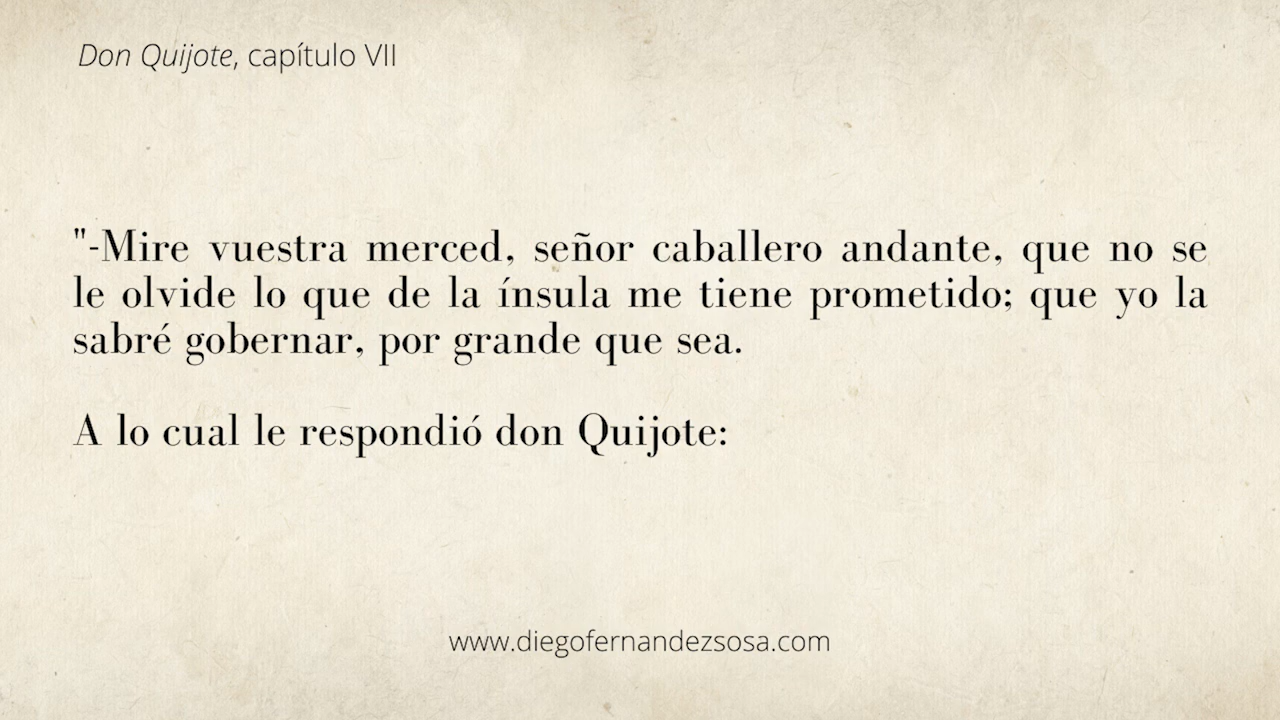 Don Quijote, capítulo VII
"-Mire vuestra merced, señor caballero andante, que no se
le olvide lo que de la ínsula me tiene prometido; que yo la
sabré gobernar, por grande que sea.
A lo cual le respondió don Quijote:
www.diegofernandezsosa.com